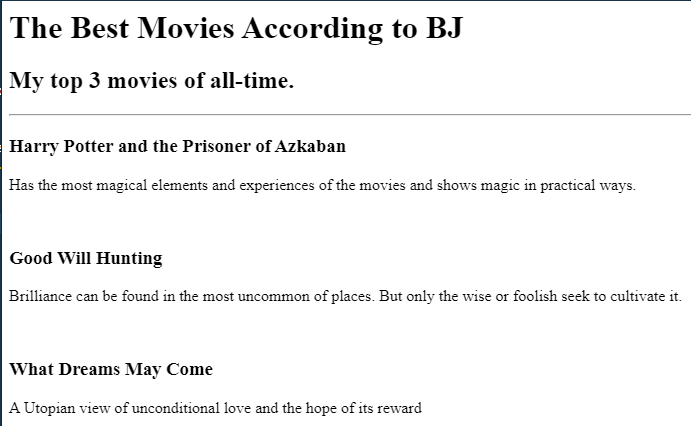 The Best Movies According to BJ
My top 3 movies of all-time.
Harry Potter and the Prisoner of Azkaban
Has the most magical elements and experiences of the movies and shows magic in practical ways.
Good Will Hunting
Brilliance can be found in the most uncommon of places. But only the wise or foolish seek to cultivate it.
What Dreams May Come
A Utopian view of unconditional love and the hope of its reward